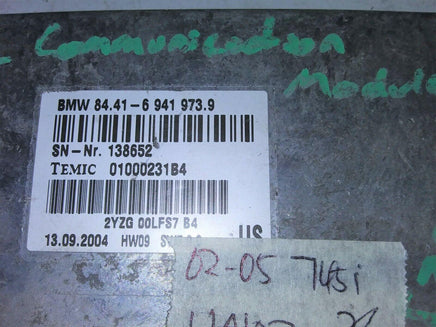 Communication
Module
BMW 84.41-6 941 973.9
SN-Nr. 138652
TEMIC 01000231B4
2YZG 00LFS7 B4
13.09.2004 HW09
US
02-05 745i